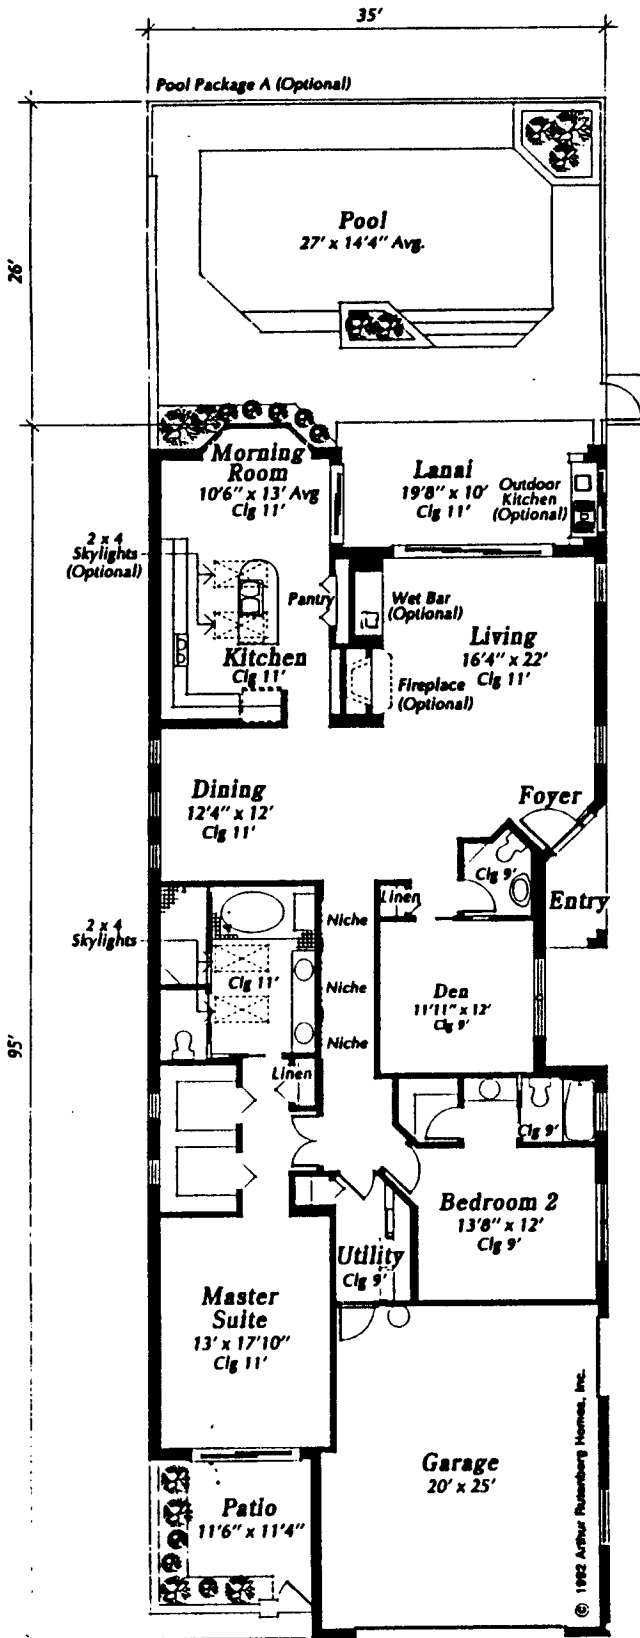 35'
Pool Package A (Optional)
26'
Pool
27' x 14'4" Avg.
Morning
Room
10'6" x 13' Avg
Clg 11'
Lanai
19'8" x 10'
Clg 11'
Outdoor
Kitchen
(Optional)
2 x 4
Skylights
(Optional)
Pantry
Wet Bar
(Optional)
Living
16'4" x 22'
Clg 11'
Kitchen
Clg 11'
Fireplace
(Optional)
Dining
12'4" x 12'
Clg 11'
Foyer
Clg 9'
Linen
Entry
2 x 4
Skylights
Niche
Clg 11'
Niche
Den
11'11" x 12'
Clg 9'
Niche
95'
Linen
Clg 9'
Bedroom 2
13'8" x 12'
Clg 9'
Utility
Clg 9'
Master
Suite
13' x 17'10"
Clg 11'
Garage
20' x 25'
Patio
11'6" x 11'4"
© 1992 Arthur Rutenberg Homes, Inc.